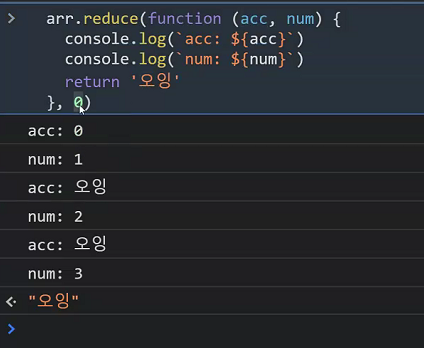 > arr.reduce(function (acc, num) {
console.log(`acc: ${acc}`)
console.log(`num: ${num}`)
return '오잉'
}, 0)
acc: 0
num: 1
acc: 오잉
num: 2
acc: 오잉
num: 3
"오잉"
>